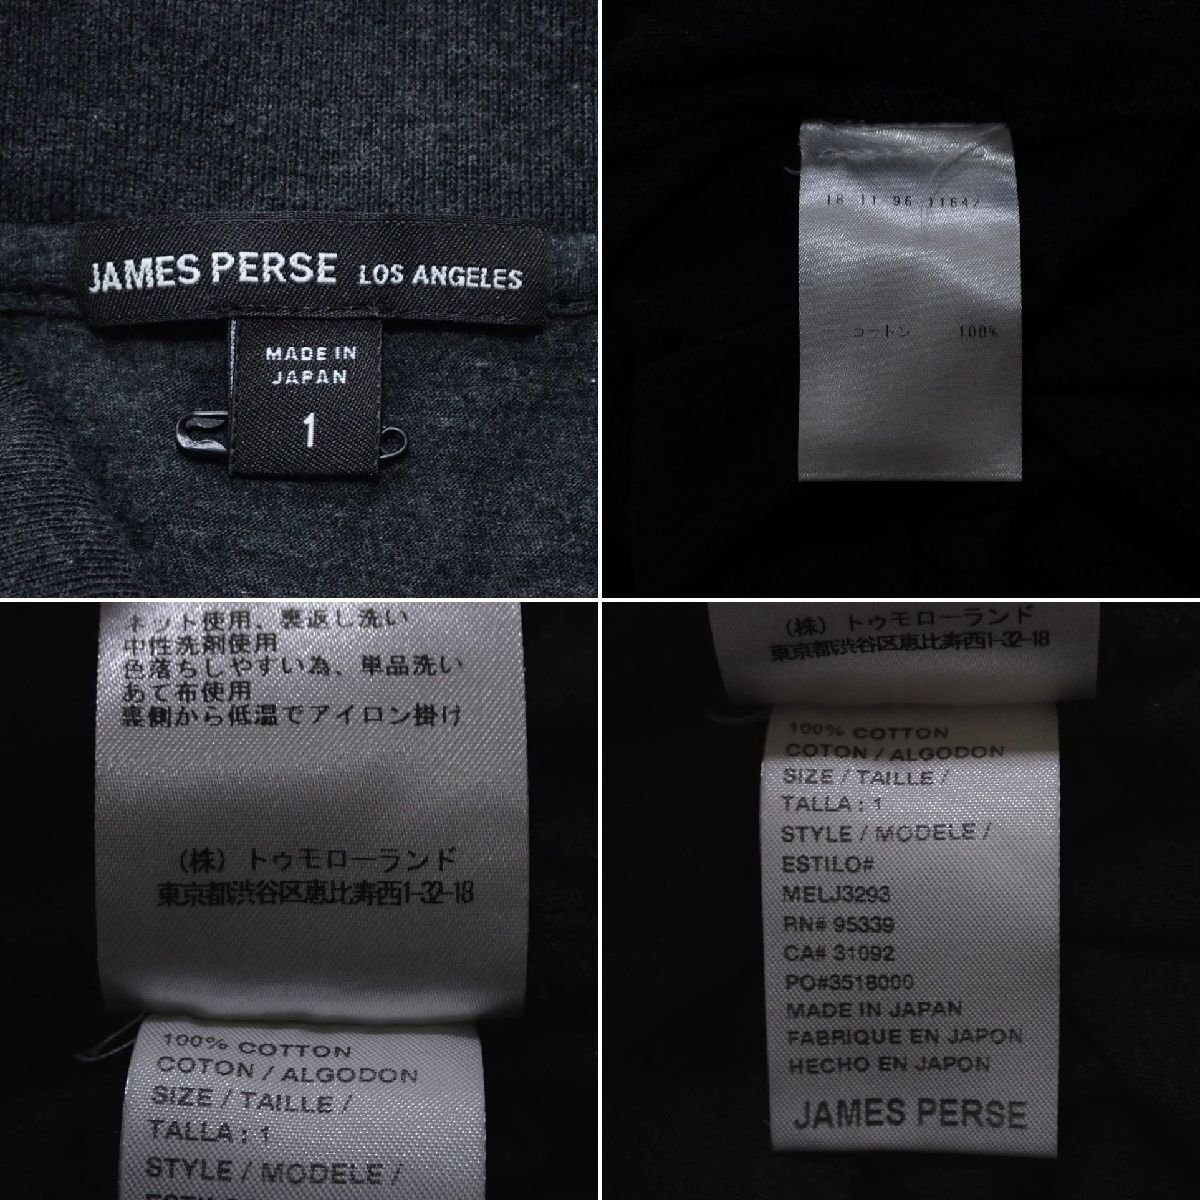 JAMES PERSE LOS ANGELES
MADE IN
JAPAN
1
18 11 96 11642
コットン 100%
ネット使用、裏返し洗い
中性洗剤使用
色落ちしやすい為、単品洗い
あて布使用
裏側から低温でアイロン掛け
(株) トゥモローランド
東京都渋谷区恵比寿西1-32-18
100% COTTON
COTON / ALGODON
SIZE / TAILLE /
TALLA : 1
STYLE / MODELE /
ESTILO#
(株) トゥモローランド
東京都渋谷区恵比寿西1-32-18
100% COTTON
COTON / ALGODON
SIZE / TAILLE /
TALLA : 1
STYLE / MODELE /
ESTILO#
MELJ3293
RN# 95339
CA# 31092
PO#3518000
MADE IN JAPAN
FABRIQUE EN JAPON
HECHO EN JAPON
JAMES PERSE